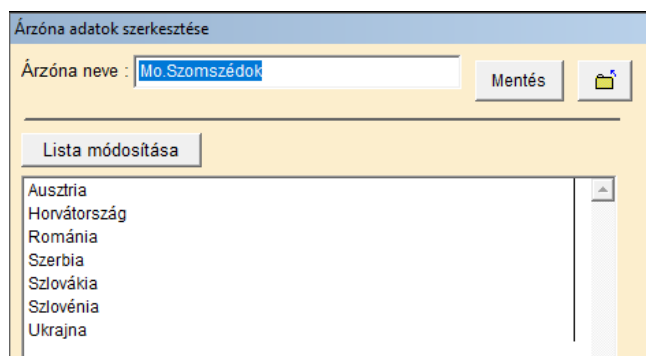 Árzóna adatok szerkesztése
Árzóna neve : Mo.Szomszédok
Mentés
Lista módosítása
Ausztria
Horvátország
Románia
Szerbia
Szlovákia
Szlovénia
Ukrajna